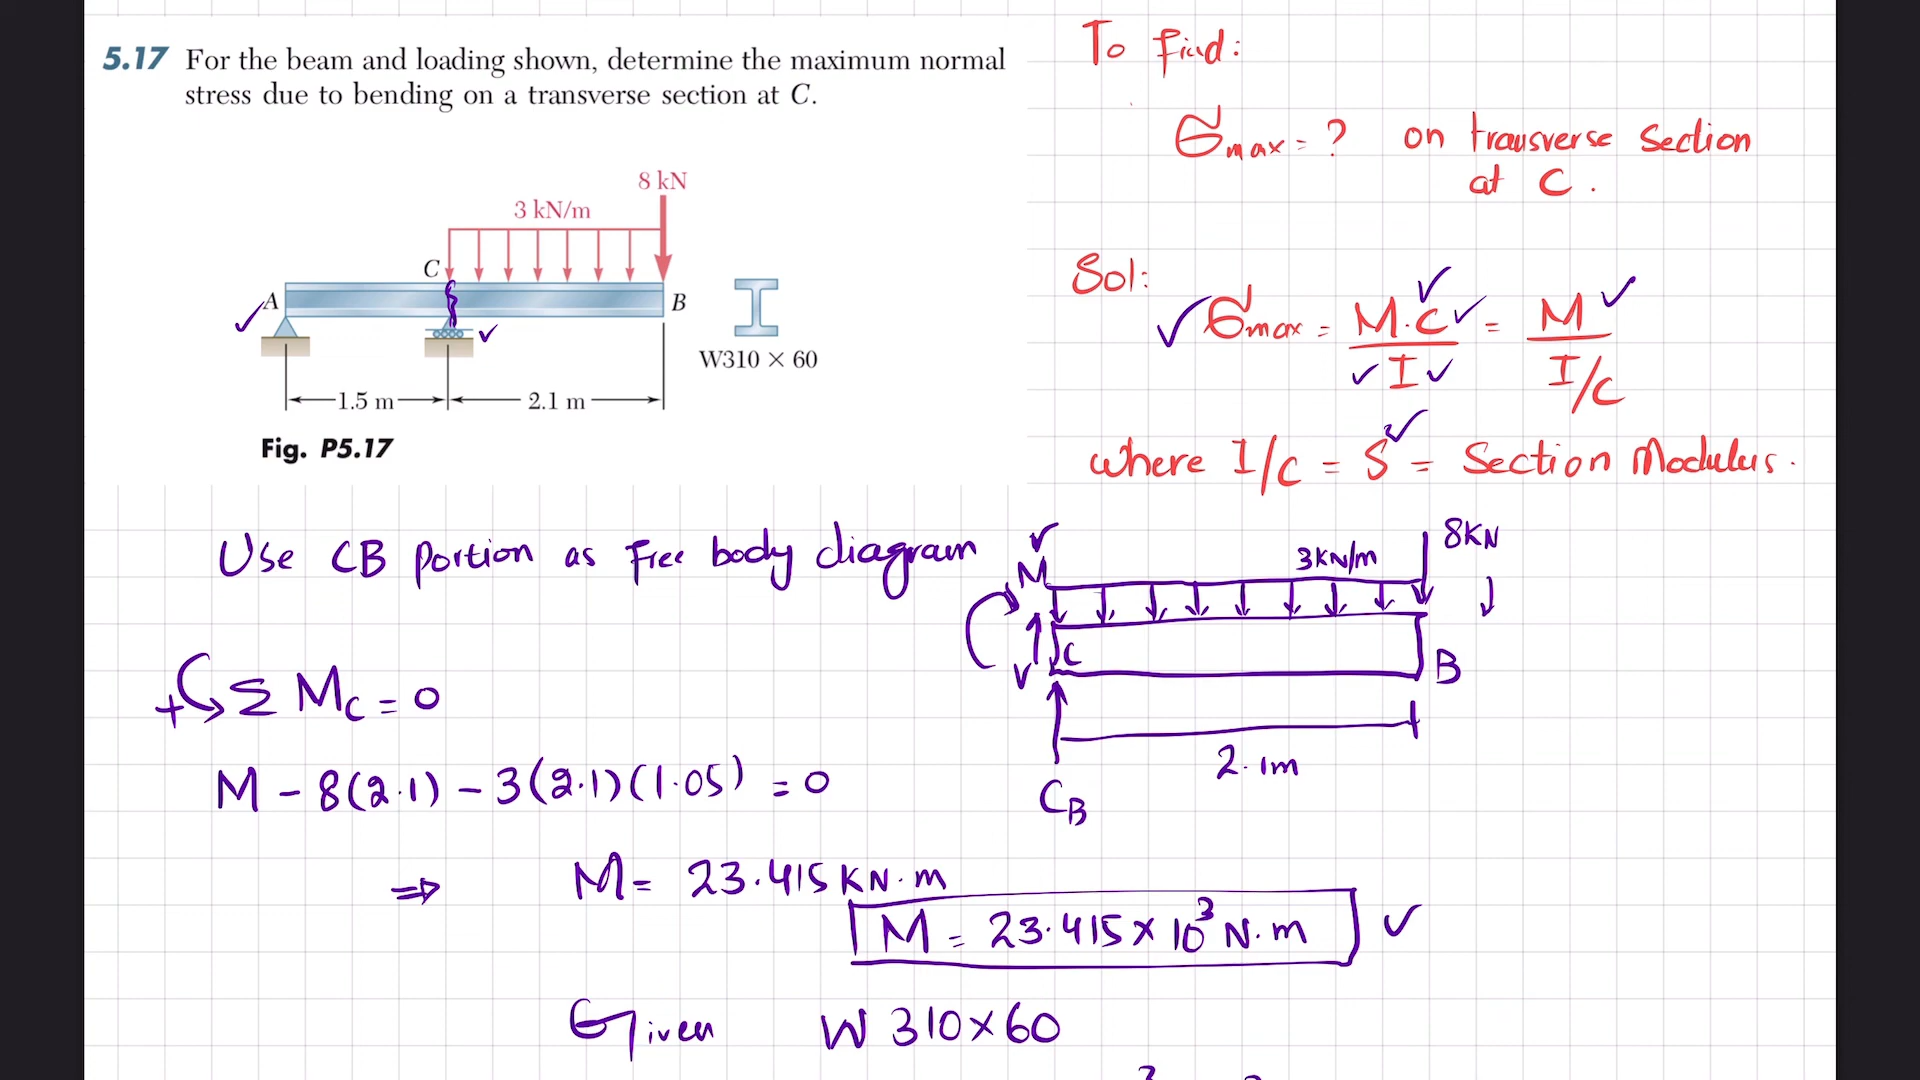 5.17 For the beam and loading shown, determine the maximum normal
stress due to bending on a transverse section at C.
8 kN
3 kN/m
C
A
B
W310 × 60
1.5 m
2.1 m
Fig. P5.17
To find:
σmax = ? on transverse section
at C.
Sol:
σmax = M.C / I = M / I/C
where I/C = S = Section Modulus.
Use CB portion as free body diagram
M
3KN/m
8KN
V
C
B
2.1m
CB
+ Σ Mc = 0
M - 8(2.1) - 3(2.1)(1.05) = 0
⇒ M = 23.415 KN.m
M = 23.415 × 10³ N.m
Given W 310×60